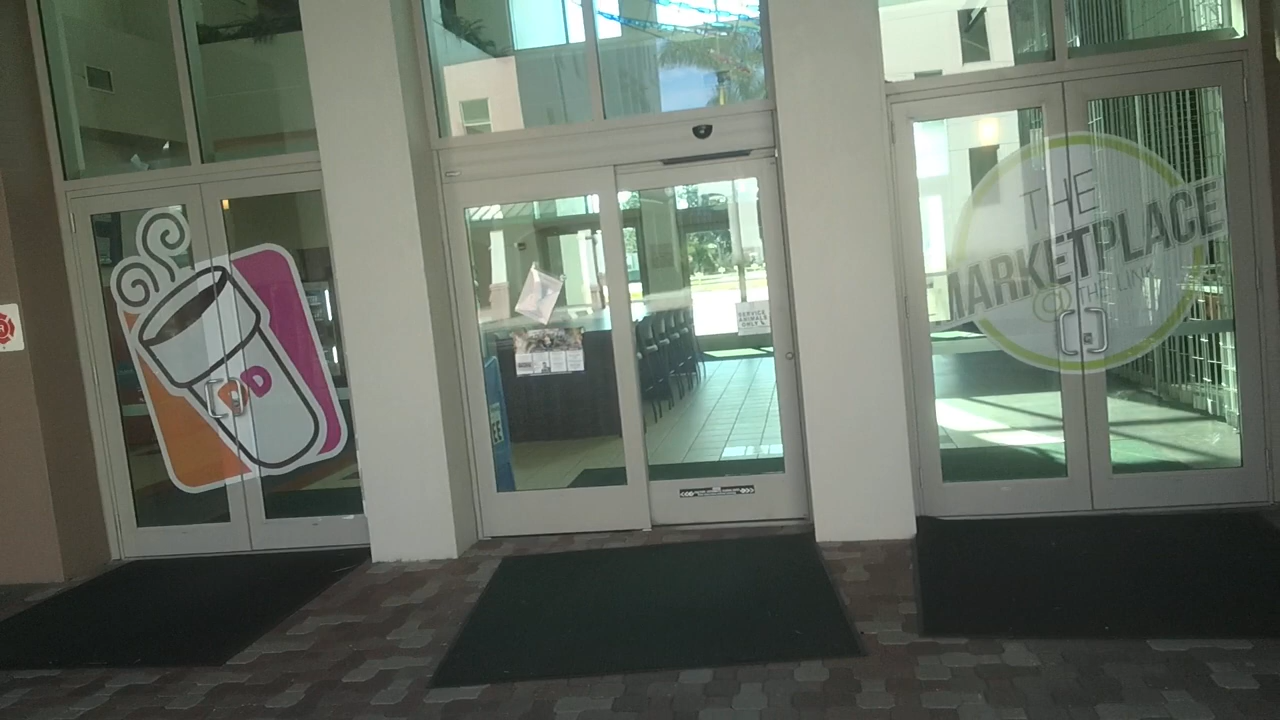 DD
SERVICE
ANIMALS
ONLY
THE
MARKETPLACE
@ THE LINK